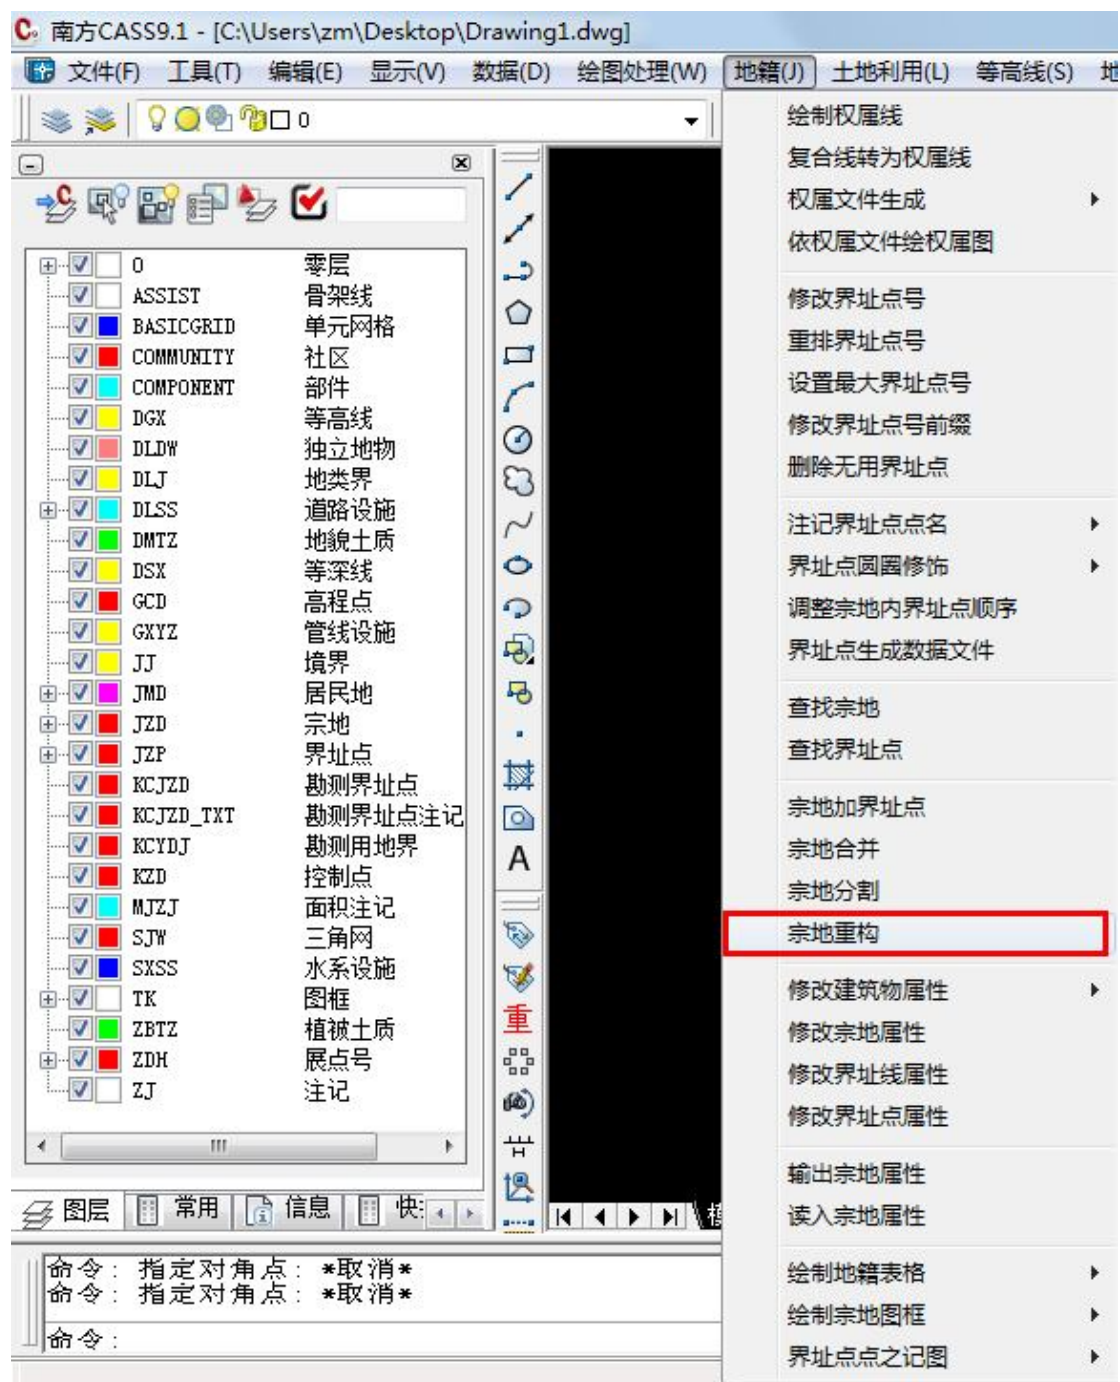 南方CASS9.1 - [C:\Users\zm\Desktop\Drawing1.dwg]
文件(F) 工具(T) 编辑(E) 显示(V) 数据(D) 绘图处理(W) 地籍(J) 土地利用(L) 等高线(S)
0
0 零层
ASSIST 骨架线
BASICGRID 单元网格
COMMUNITY 社区
COMPONENT 部件
DGX 等高线
DLDW 独立地物
DLJ 地类界
DLSS 道路设施
DMTZ 地貌土质
DSX 等深线
GCD 高程点
GXYZ 管线设施
JJ 境界
JMD 居民地
JZD 宗地
JZP 界址点
KCJZD 勘测界址点
KCJZD_TXT 勘测界址点注记
KCYDJ 勘测用地界
KZD 控制点
MJZJ 面积注记
SJW 三角网
SXSS 水系设施
TK 图框
ZBTZ 植被土质
ZDH 展点号
ZJ 注记
图层 常用 信息 快
A
重
命令: 指定对角点: *取消*
命令: 指定对角点: *取消*
命令:
绘制权属线
复合线转为权属线
权属文件生成
依权属文件绘权属图
修改界址点号
重排界址点号
设置最大界址点号
修改界址点号前缀
删除无用界址点
注记界址点点名
界址点圆圈修饰
调整宗地内界址点顺序
界址点生成数据文件
查找宗地
查找界址点
宗地加界址点
宗地合并
宗地分割
宗地重构
修改建筑物属性
修改宗地属性
修改界址线属性
修改界址点属性
输出宗地属性
读入宗地属性
绘制地籍表格
绘制宗地图框
界址点点之记图